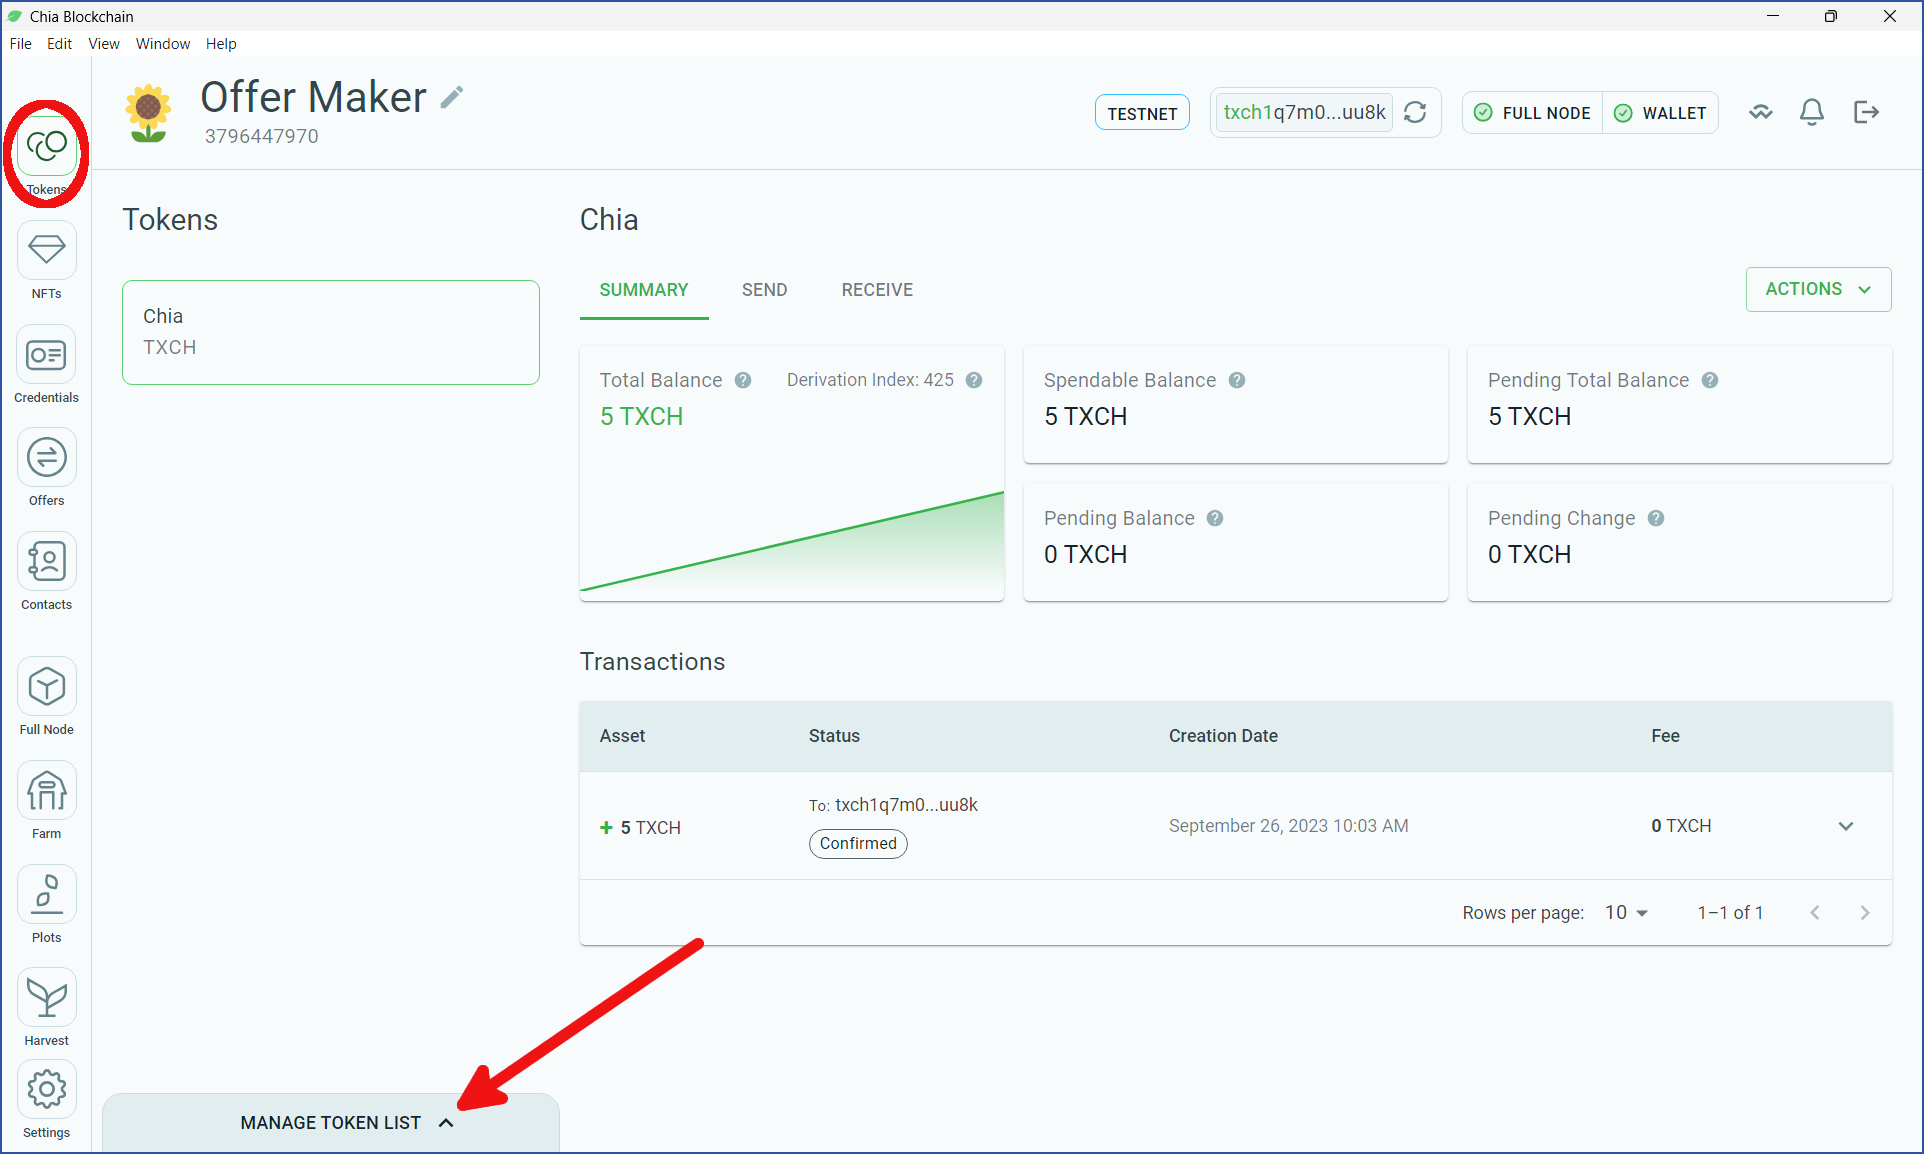 Chia Blockchain
File Edit View Window Help
Offer Maker
3796447970
TESTNET
txch1q7m0...uu8k
FULL NODE
WALLET
Tokens
NFTs
Credentials
Offers
Contacts
Full Node
Farm
Plots
Harvest
Settings
Tokens
Chia
TXCH
MANAGE TOKEN LIST
Chia
SUMMARY SEND RECEIVE
ACTIONS
Total Balance ? Derivation Index: 425 ?
5 TXCH
Spendable Balance ?
5 TXCH
Pending Total Balance ?
5 TXCH
Pending Balance ?
0 TXCH
Pending Change ?
0 TXCH
Transactions
Asset Status Creation Date Fee
+ 5 TXCH
To: txch1q7m0...uu8k
Confirmed
September 26, 2023 10:03 AM
0 TXCH
Rows per page: 10 1–1 of 1